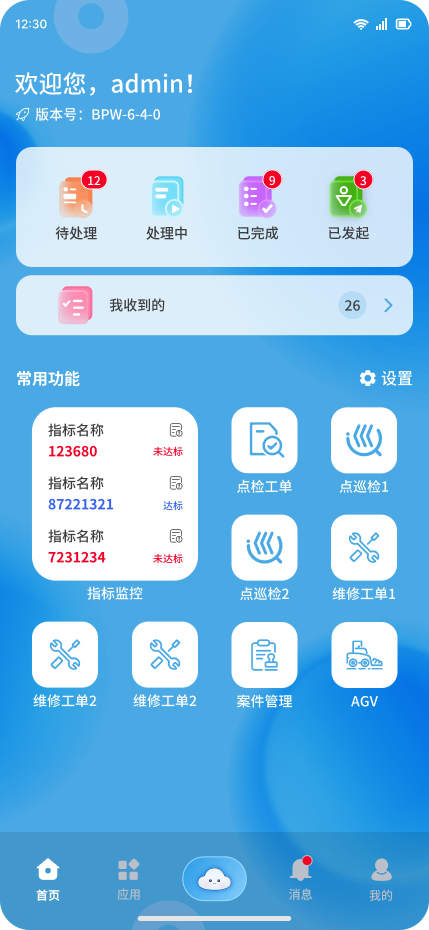 12:30
欢迎您，admin！
版本号：BPW-6-4-0
12
9
3
待处理
处理中
已完成
已发起
我收到的
26
常用功能
设置
指标名称
123680
未达标
指标名称
87221321
达标
指标名称
7231234
未达标
指标监控
点检工单
点巡检1
点巡检2
维修工单1
维修工单2
维修工单2
案件管理
AGV
首页
应用
消息
我的